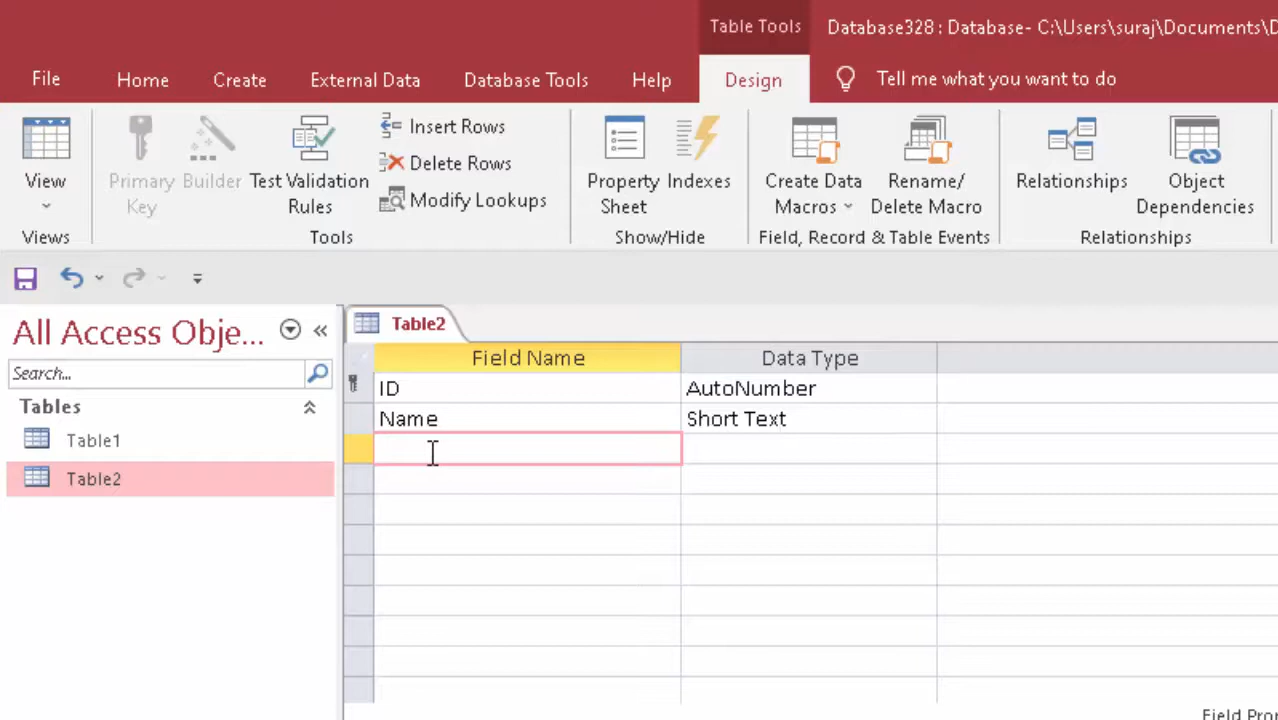 Table Tools
Database328 : Database- C:\Users\suraj\Documents\D
File Home Create External Data Database Tools Help Design Tell me what you want to do
View
Primary Key
Builder
Test Validation Rules
Insert Rows
Delete Rows
Modify Lookups
Property Sheet
Indexes
Create Data Macros
Rename/ Delete Macro
Relationships
Object Dependencies
Views Tools Show/Hide Field, Record & Table Events Relationships
All Access Obje...
Search...
Tables
Table1
Table2
Table2
Field Name Data Type
ID AutoNumber
Name Short Text
Field Pro